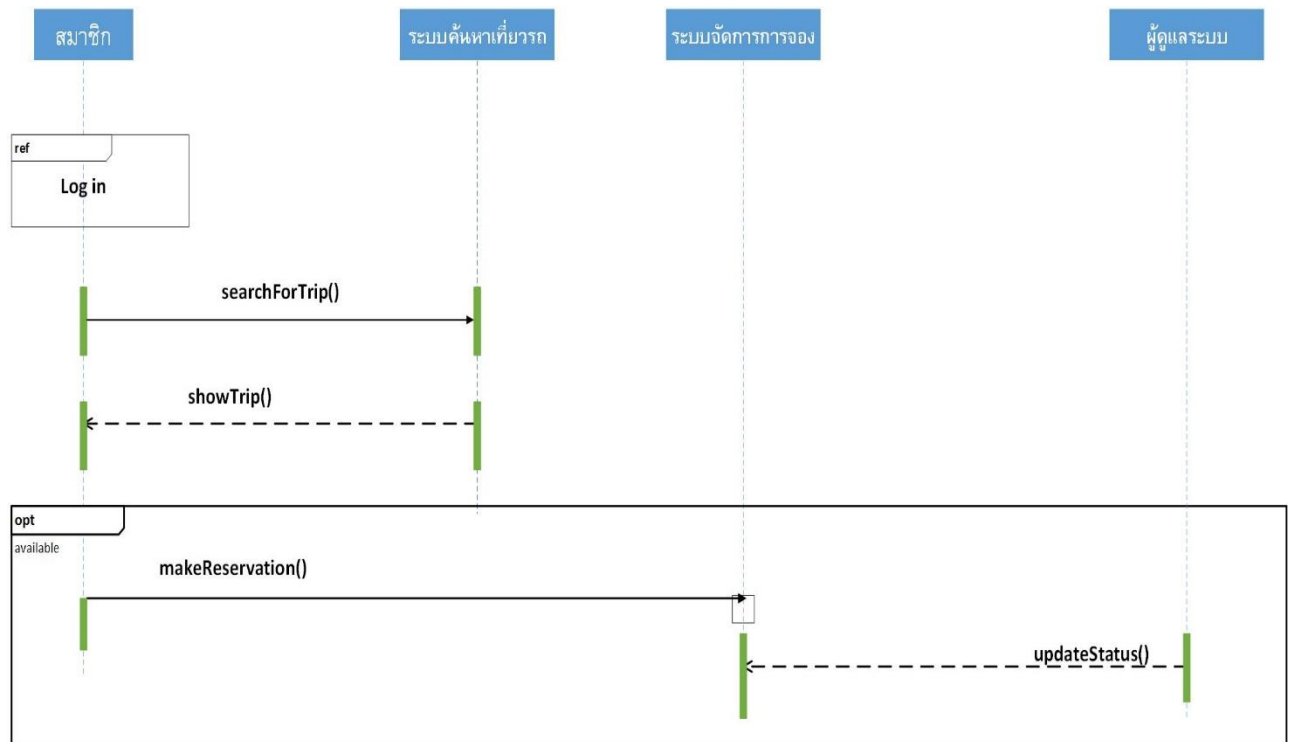 สมาชิก
ระบบค้นหาเที่ยวรถ
ระบบจัดการการจอง
ผู้ดูแลระบบ
ref
Log in
searchForTrip()
showTrip()
opt
available
makeReservation()
updateStatus()